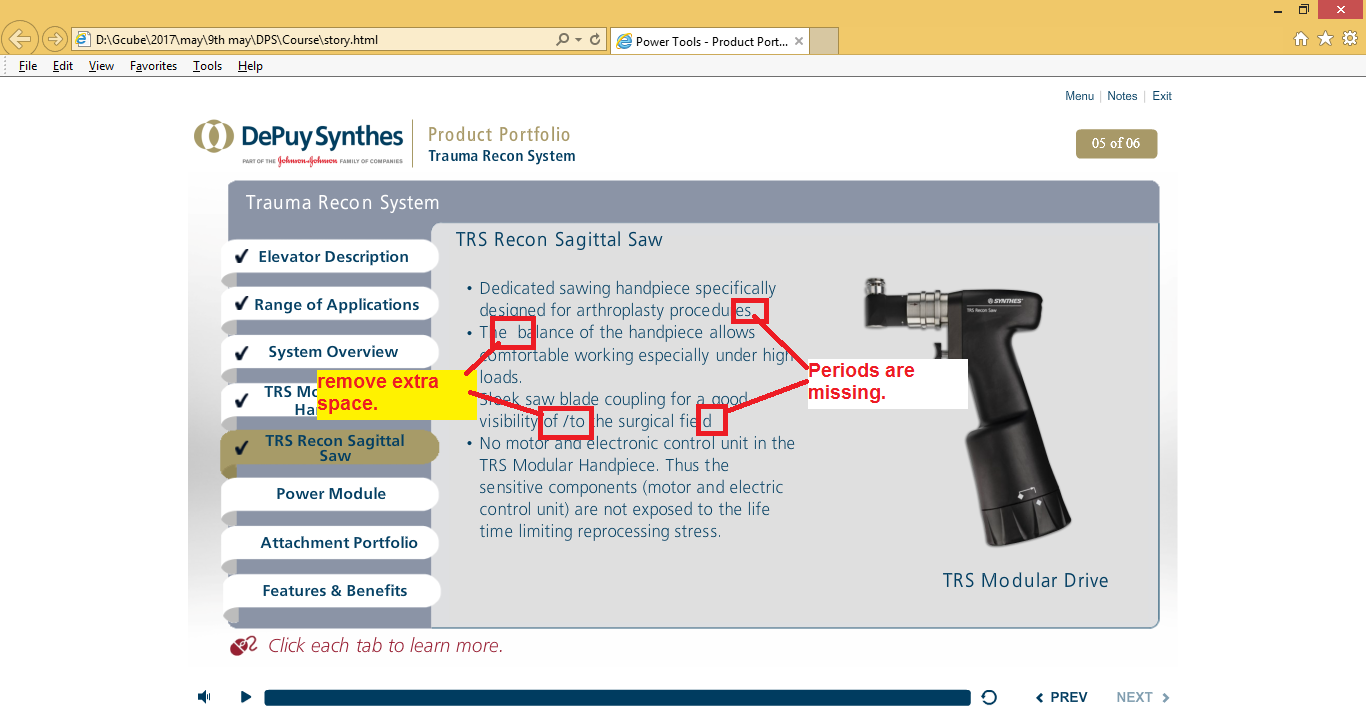 D:\Gcube\2017\may\9th may\DPS\Course\story.html
Power Tools - Product Port...
File Edit View Favorites Tools Help
Menu | Notes | Exit
DePuy Synthes
PART OF THE Johnson & Johnson FAMILY OF COMPANIES
Product Portfolio
Trauma Recon System
05 of 06
Trauma Recon System
Elevator Description
Range of Applications
System Overview
TRS Mo
Ha
TRS Recon Sagittal
Saw
Power Module
Attachment Portfolio
Features & Benefits
TRS Recon Sagittal Saw
• Dedicated sawing handpiece specifically
designed for arthroplasty procedures
• The  balance of the handpiece allows
comfortable working especially under high
loads.
Sleek saw blade coupling for a good
visibility of /to the surgical field
• No motor and electronic control unit in the
TRS Modular Handpiece. Thus the
sensitive components (motor and electric
control unit) are not exposed to the life
time limiting reprocessing stress.
remove extra
space.
Periods are
missing.
SYNTHES
TRS Recon Saw
TRS Modular Drive
Click each tab to learn more.
PREV NEXT